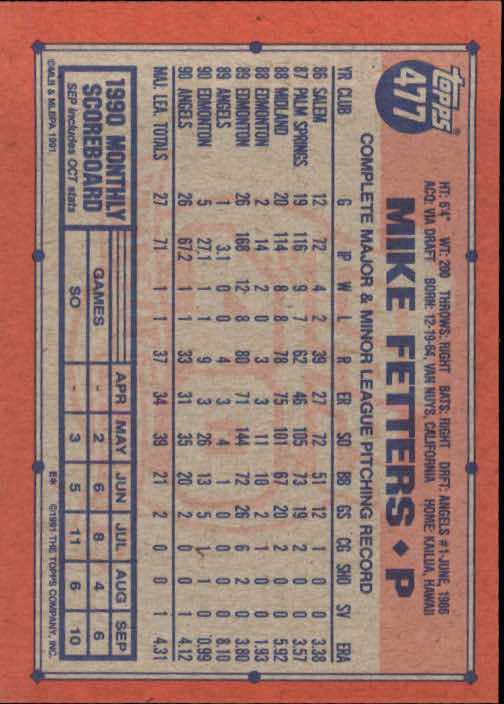 TOPPS®
477
HT: 6'4" WT: 200 THROWS: RIGHT BATS: RIGHT DRFT: ANGELS #1-JUNE, 1986
ACQ: VIA DRAFT BORN: 12-19-64, VAN NUYS, CALIFORNIA HOME: KAILUA, HAWAII
MIKE FETTERS ◆ P
COMPLETE MAJOR & MINOR LEAGUE PITCHING RECORD
YR CLUB G IP W L R ER SO BB GS CG SHO SV ERA
86 SALEM 12 72 4 2 39 27 72 51 12 1 0 0 3.38
87 PALM SPRINGS 19 116 9 7 62 46 105 73 19 2 0 0 3.57
88 MIDLAND 20 114 8 8 78 75 101 67 20 2 0 0 5.92
88 EDMONTON 2 14 2 0 3 3 11 10 2 1 0 0 1.93
89 EDMONTON 26 168 12 8 80 71 144 72 26 6 2 0 3.80
89 ANGELS 1 3.1 0 0 4 3 4 1 0 0 0 0 8.10
90 EDMONTON 5 27.1 1 1 9 3 26 13 5 1 0 0 0.99
90 ANGELS 26 67.2 1 1 33 31 35 20 2 0 0 1 4.12
MAJ. LEA. TOTALS 27 71 1 1 37 34 39 21 2 0 0 1 4.31
1990 MONTHLY
SCOREBOARD
SEP includes OCT stats
APR MAY JUN JUL AUG SEP
GAMES - 2 6 8 4 6
SO - 3 5 11 6 10
©MLB & MLBPA 1991 E* ©1991 THE TOPPS COMPANY, INC.